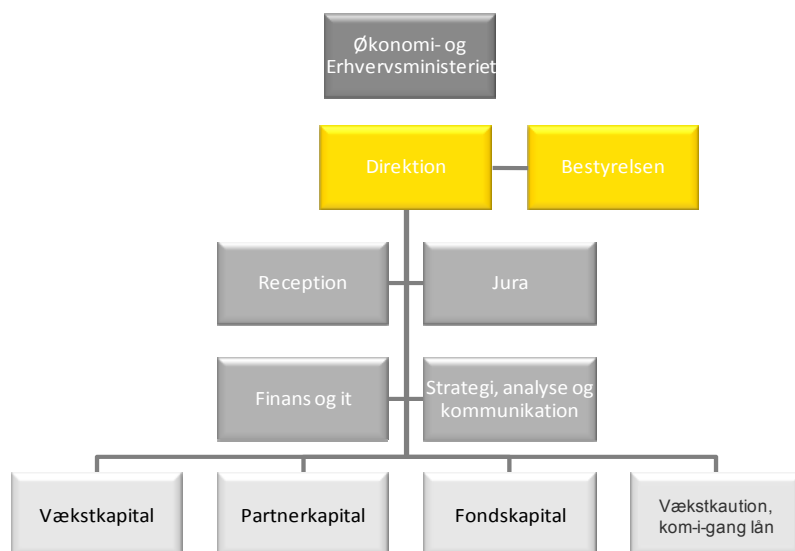 Økonomi- og
Erhvervsministeriet
Direktion
Bestyrelsen
Reception
Jura
Finans og it
Strategi, analyse og
kommunikation
Vækstkapital
Partnerkapital
Fondskapital
Vækstkaution,
kom-i-gang lån